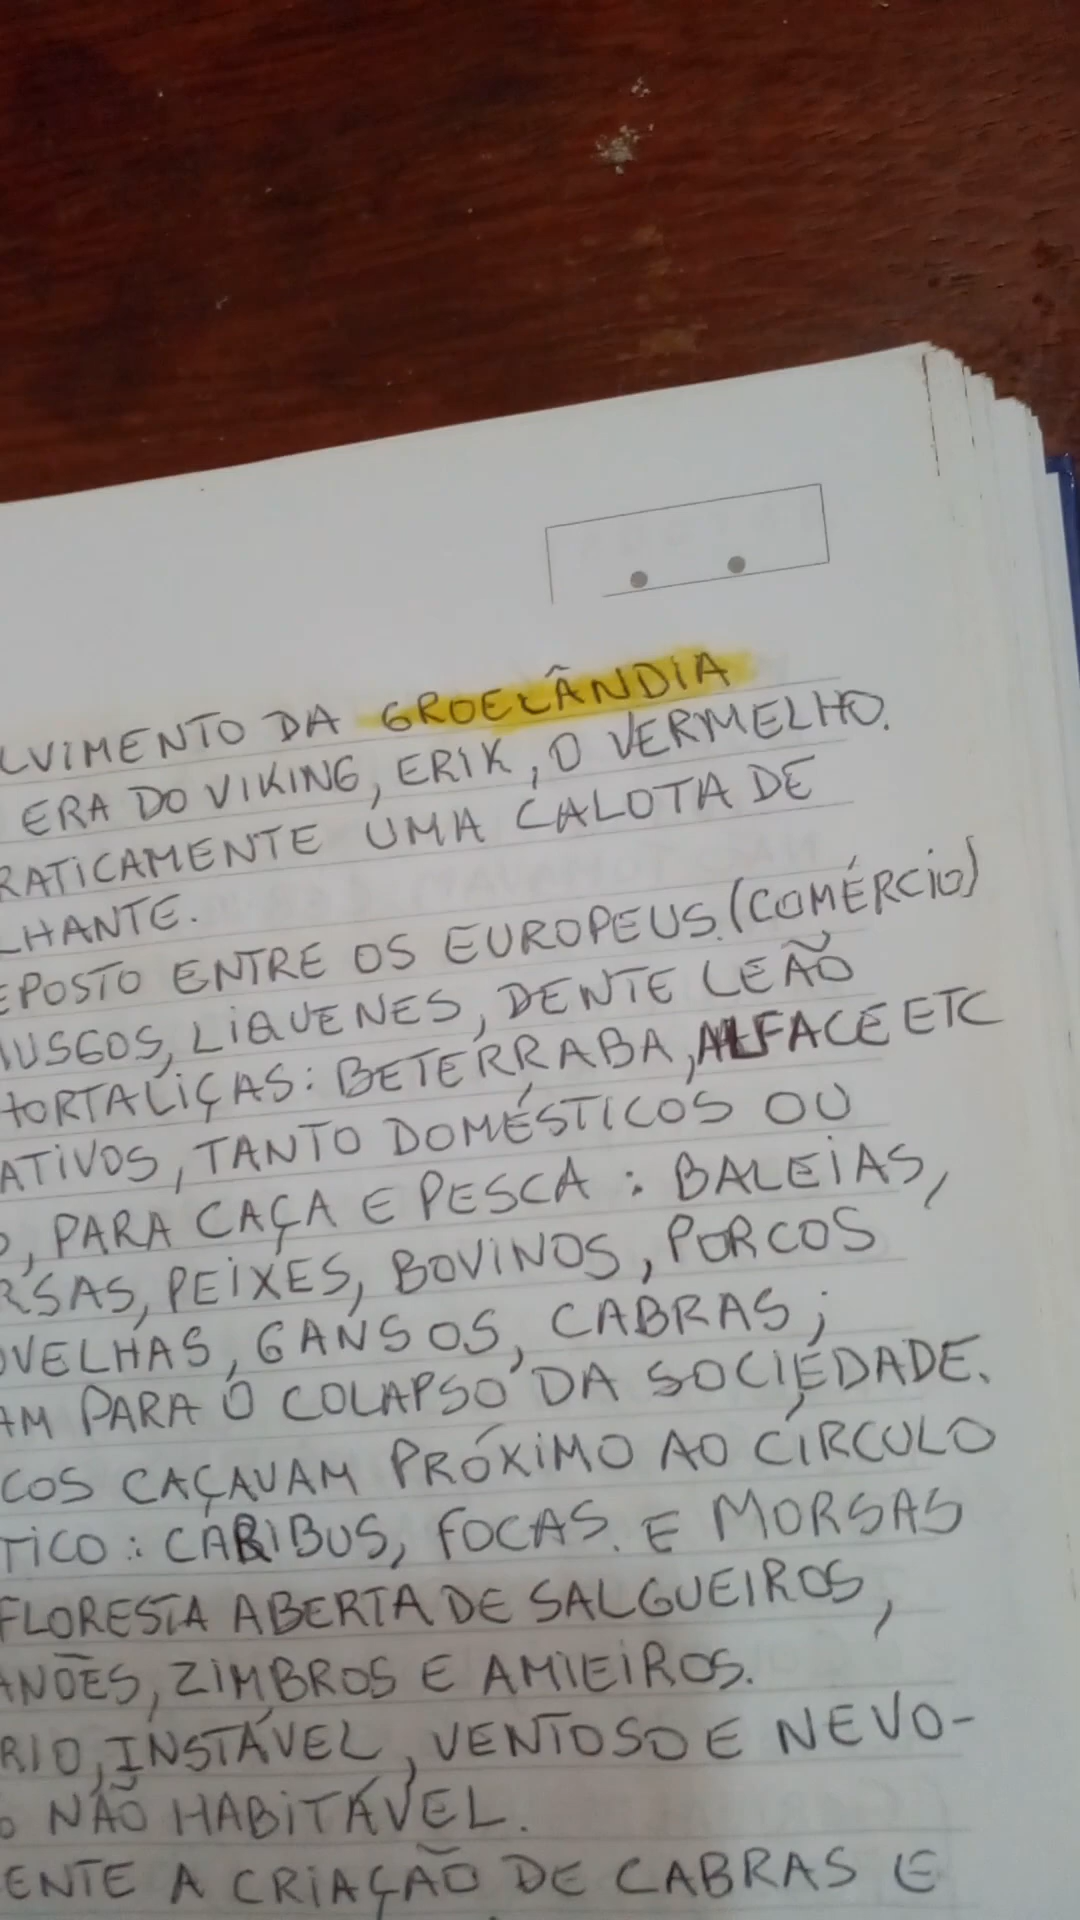 LVIMENTO DA GROELÂNDIA
ERA DO VIKING, ERIK, O VERMELHO.
RATICAMENTE UMA CALOTA DE
LHANTE.
EPOSTO ENTRE OS EUROPEUS. (COMÉRCIO)
USGOS, LIQUENES, DENTE LEÃO
HORTALIÇAS: BETERRABA, ALFACE ETC
ATIVOS, TANTO DOMÉSTICOS OU
O, PARA CAÇA E PESCA: BALEIAS,
RSAS, PEIXES, BOVINOS, PORCOS
OVELHAS, GANSOS, CABRAS;
AM PARA O COLAPSO DA SOCIEDADE.
COS CAÇAVAM PRÓXIMO AO CÍRCULO
TICO: CARIBUS, FOCAS. E MORSAS
FLORESTA ABERTA DE SALGUEIROS,
ANÕES, ZIMBROS E AMIEIROS.
RIO, INSTÁVEL, VENTOSO E NEVO-
O NÃO HABITÁVEL.
ENTE A CRIAÇÃO DE CABRAS E